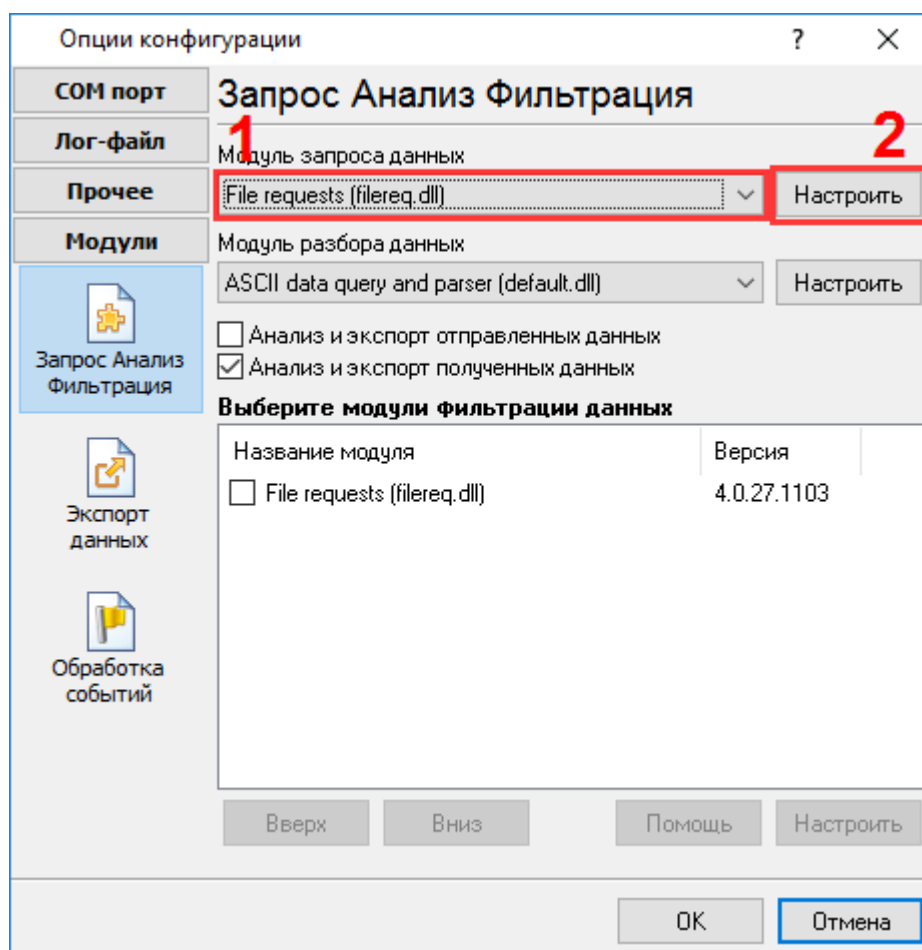 Опции конфигурации
?
COM порт
Лог-файл
Прочее
Модули
Запрос Анализ
Фильтрация
Экспорт
данных
Обработка
событий
Запрос Анализ Фильтрация
1
2
Модуль запроса данных
File requests (filereq.dll)
Настроить
Модуль разбора данных
ASCII data query and parser (default.dll)
Настроить
Анализ и экспорт отправленных данных
Анализ и экспорт полученных данных
Выберите модули фильтрации данных
Название модуля Версия
File requests (filereq.dll) 4.0.27.1103
Вверх Вниз Помощь Настроить
OK Отмена